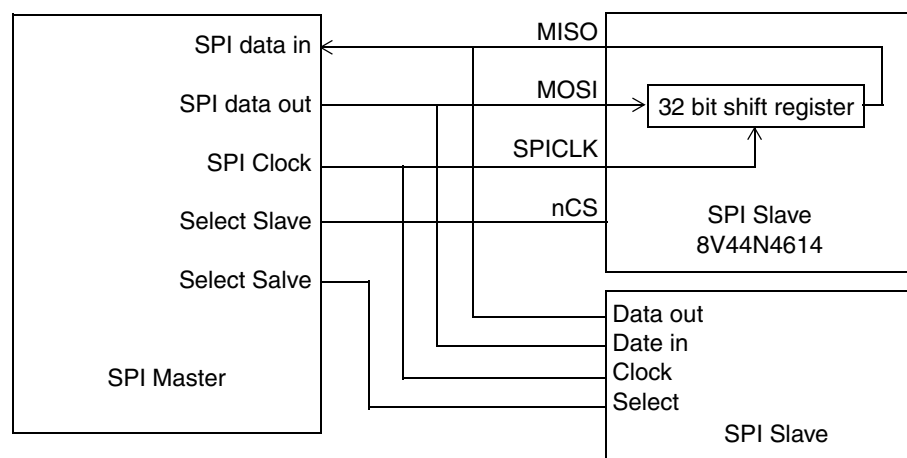 SPI data in
MISO
SPI data out
MOSI
32 bit shift register
SPI Clock
SPICLK
Select Slave
nCS
SPI Slave
8V44N4614
Select Salve
SPI Master
Data out
Date in
Clock
Select
SPI Slave